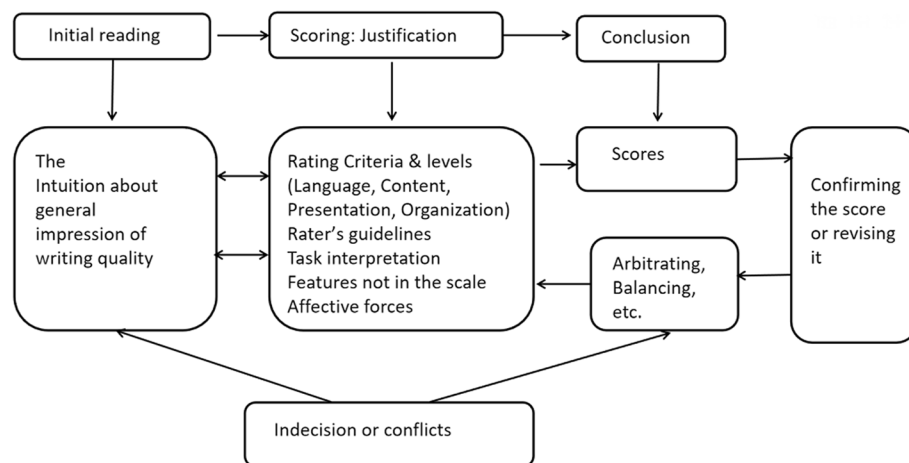 Initial reading
Scoring: Justification
Conclusion
The
Intuition about
general
impression of
writing quality
Rating Criteria & levels
(Language, Content,
Presentation, Organization)
Rater's guidelines
Task interpretation
Features not in the scale
Affective forces
Scores
Arbitrating,
Balancing,
etc.
Confirming
the score
or revising
it
Indecision or conflicts